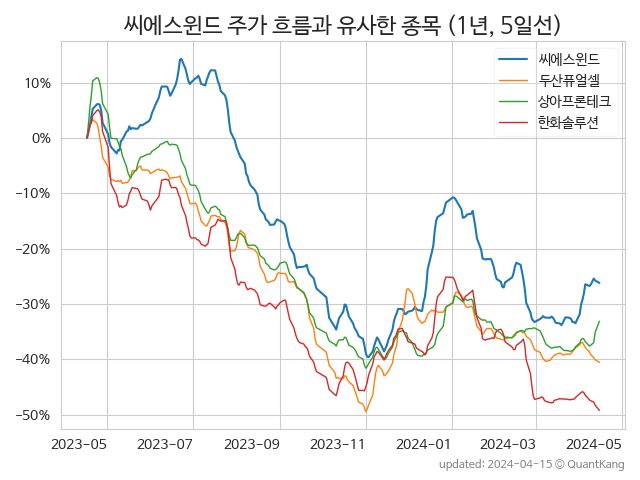 씨에스윈드 주가 흐름과 유사한 종목 (1년, 5일선)
씨에스윈드
두산퓨얼셀
상아프론테크
한화솔루션
10%
0%
−10%
−20%
−30%
−40%
−50%
2023-05 2023-07 2023-09 2023-11 2024-01 2024-03 2024-05
updated: 2024-04-15 © QuantKang